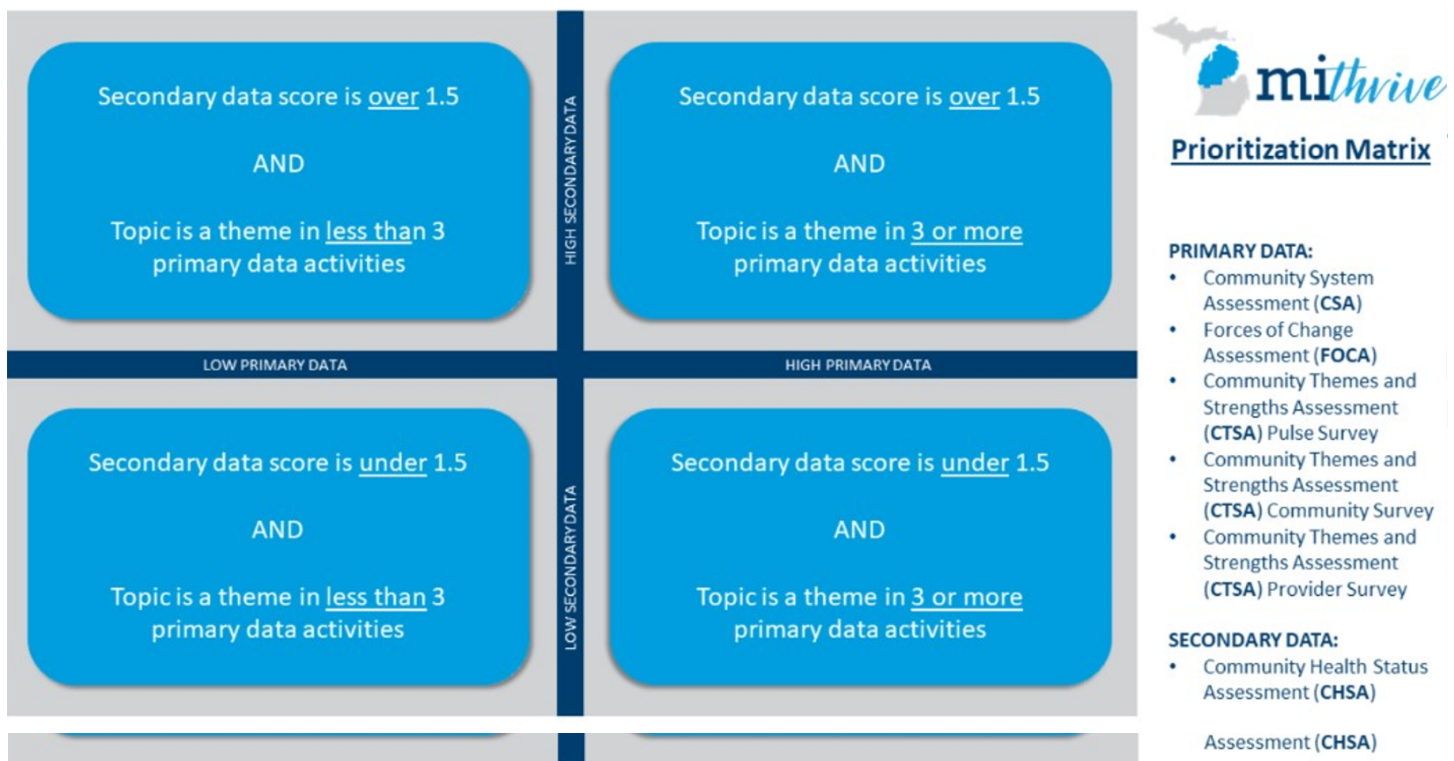 Secondary data score is over 1.5
AND
Topic is a theme in less than 3
primary data activities
HIGH SECONDARY DATA
Secondary data score is over 1.5
AND
Topic is a theme in 3 or more
primary data activities
LOW PRIMARY DATA
HIGH PRIMARY DATA
Secondary data score is under 1.5
AND
Topic is a theme in less than 3
primary data activities
LOW SECONDARY DATA
Secondary data score is under 1.5
AND
Topic is a theme in 3 or more
primary data activities
mithrive
Prioritization Matrix
PRIMARY DATA:
• Community System
Assessment (CSA)
• Forces of Change
Assessment (FOCA)
• Community Themes and
Strengths Assessment
(CTSA) Pulse Survey
• Community Themes and
Strengths Assessment
(CTSA) Community Survey
• Community Themes and
Strengths Assessment
(CTSA) Provider Survey
SECONDARY DATA:
• Community Health Status
Assessment (CHSA)
Assessment (CHSA)